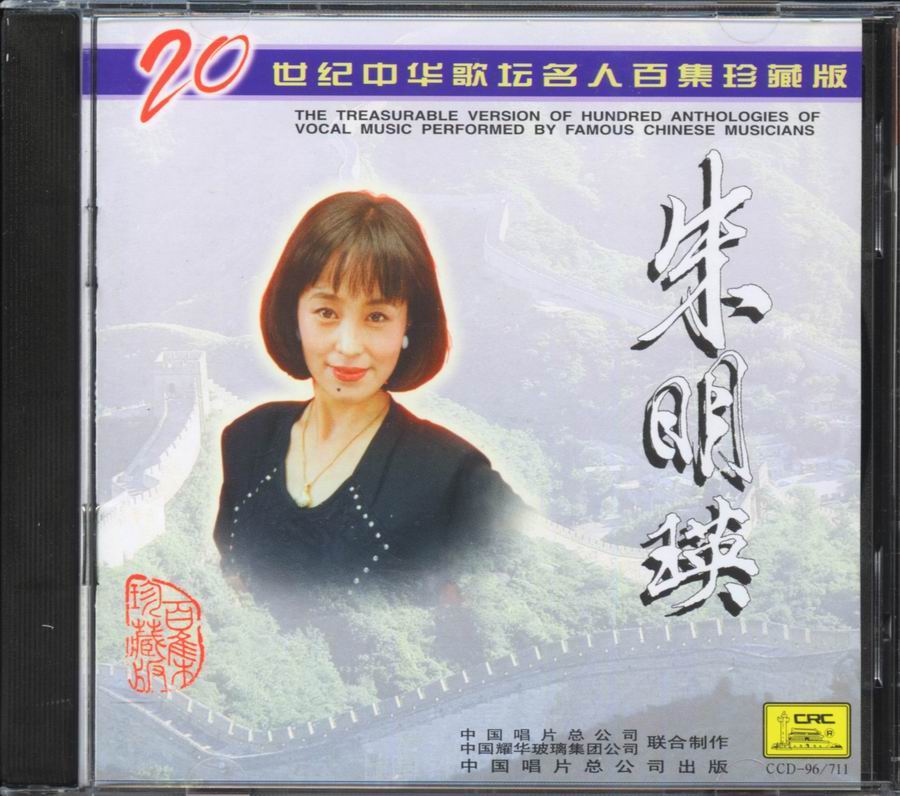 20世纪中华歌坛名人百集珍藏版
THE TREASURABLE VERSION OF HUNDRED ANTHOLOGIES OF
VOCAL MUSIC PERFORMED BY FAMOUS CHINESE MUSICIANS
朱明瑛
百集
珍藏版
中国唱片总公司
中国耀华玻璃集团公司 联合制作
中国唱片总公司出版
CRC
®
CCD-96/711